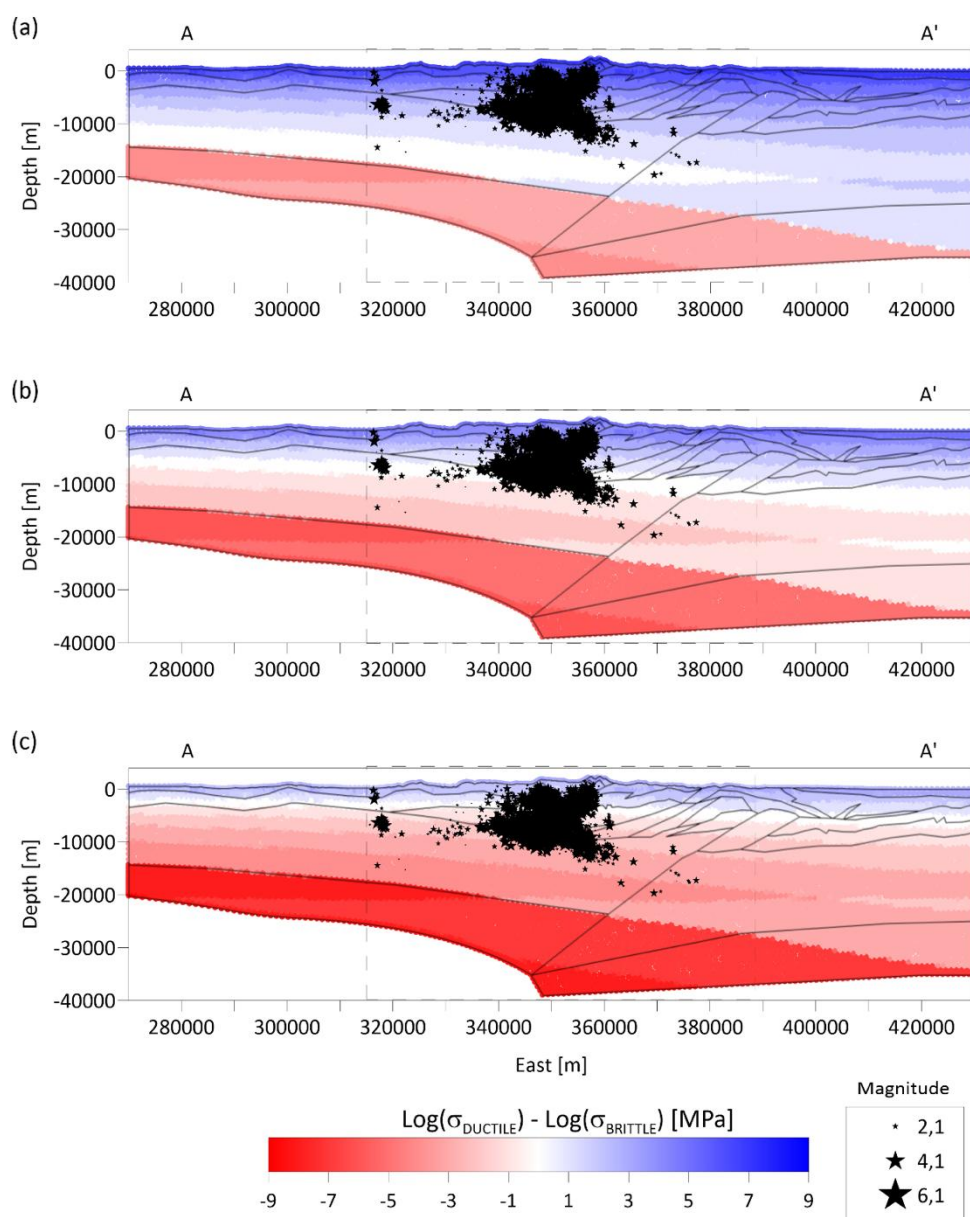 (a)
A A'
0
-10000
-20000
-30000
-40000
Depth [m]
280000 300000 320000 340000 360000 380000 400000 420000
(b)
A A'
0
-10000
-20000
-30000
-40000
Depth [m]
280000 300000 320000 340000 360000 380000 400000 420000
(c)
A A'
0
-10000
-20000
-30000
-40000
Depth [m]
280000 300000 320000 340000 360000 380000 400000 420000
East [m]
Log(σDUCTILE) - Log(σBRITTLE) [MPa]
-9 -7 -5 -3 -1 1 3 5 7 9
Magnitude
2,1
4,1
6,1